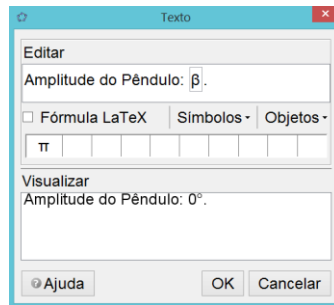 Texto
Editar
Amplitude do Pêndulo: β.
Fórmula LaTeX Símbolos Objetos
π
Visualizar
Amplitude do Pêndulo: 0°.
Ajuda OK Cancelar